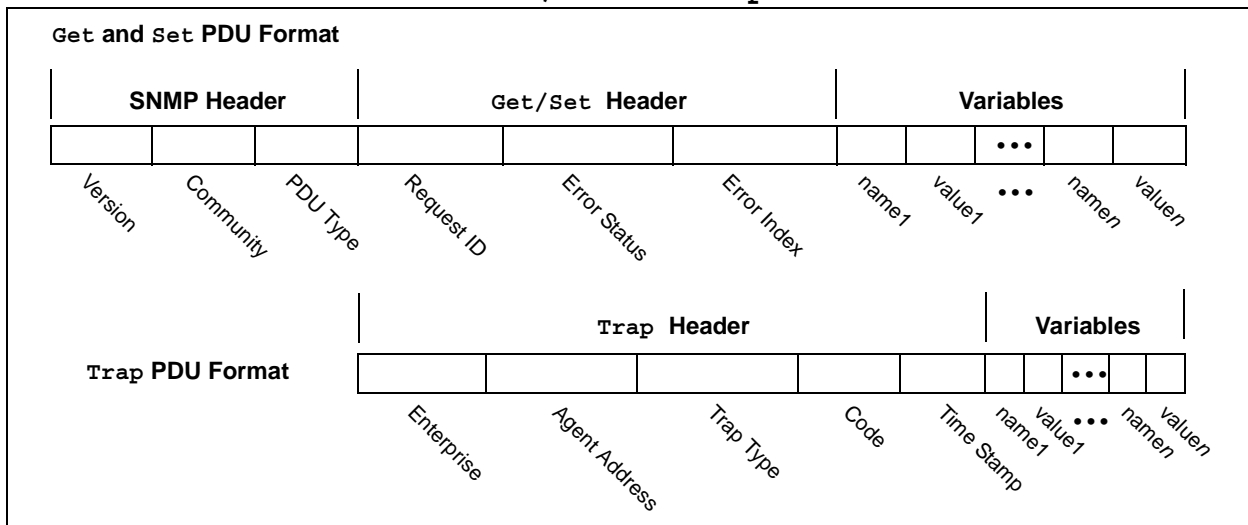 Get and Set PDU Format
SNMP Header
Get/Set Header
Variables
•••
Version
Community
PDU Type
Request ID
Error Status
Error Index
name1
value1
•••
namen
valuen
Trap Header
Variables
Trap PDU Format
•••
Enterprise
Agent Address
Trap Type
Code
Time Stamp
name1
value1
•••
namen
valuen